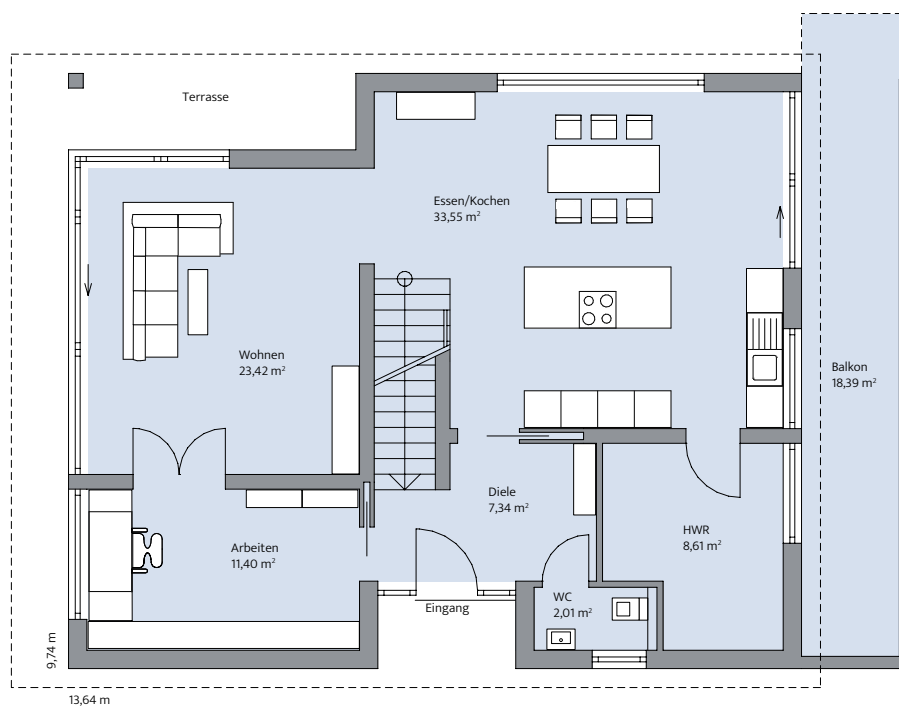 Terrasse
Essen/Kochen
33,55 m²
Wohnen
23,42 m²
Balkon
18,39 m²
Diele
7,34 m²
HWR
8,61 m²
Arbeiten
11,40 m²
WC
2,01 m²
Eingang
9,74 m
13,64 m